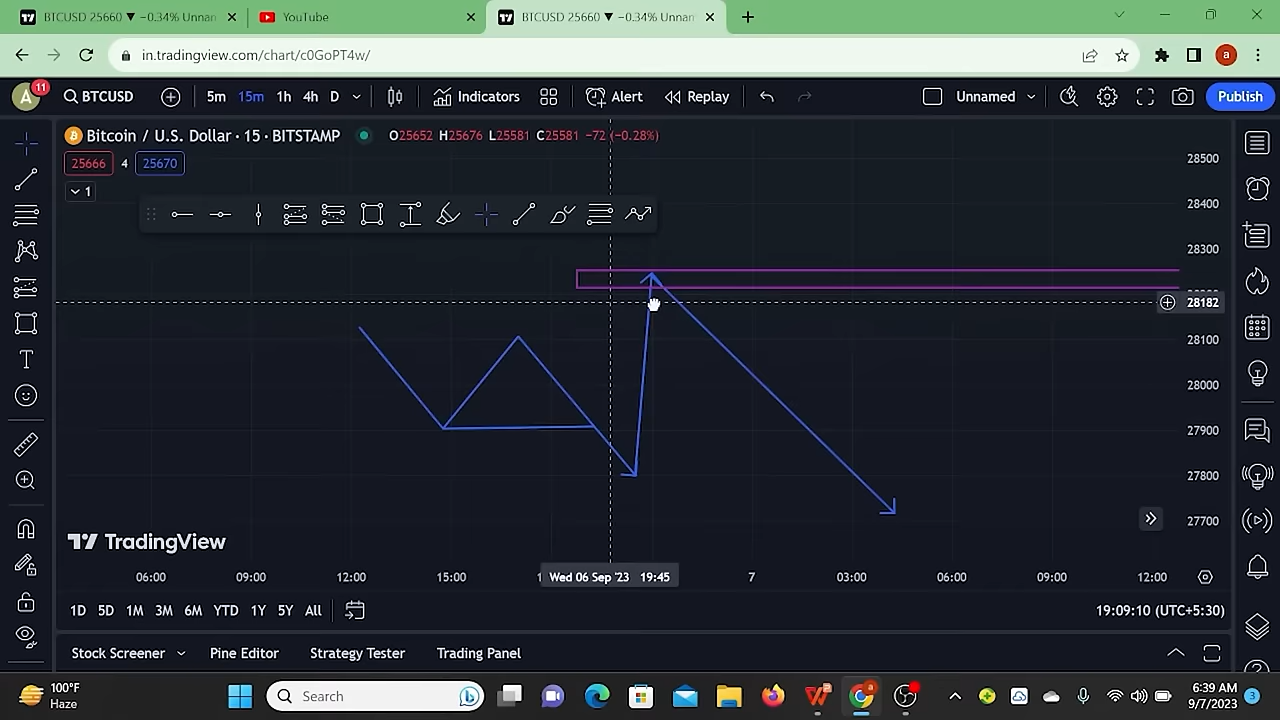 BTCUSD 25660 ▼ −0.34% Unnan
YouTube
BTCUSD 25660 ▼ −0.34% Unnan
in.tradingview.com/chart/c0GoPT4w/
a
A 11 BTCUSD 5m 15m 1h 4h D Indicators Alert Replay Unnamed Publish
Bitcoin / U.S. Dollar · 15 · BITSTAMP O25652 H25676 L25581 C25581 −72 (−0.28%)
25666 4 25670
1
28500
28400
28300
28182
28100
28000
27900
27800
27700
TradingView
06:00 09:00 12:00 15:00 1 Wed 06 Sep '23 19:45 7 03:00 06:00 09:00 12:00
1D 5D 1M 3M 6M YTD 1Y 5Y All 19:09:10 (UTC+5:30)
Stock Screener Pine Editor Strategy Tester Trading Panel
100°F
Haze
Search
6:39 AM
9/7/2023
3